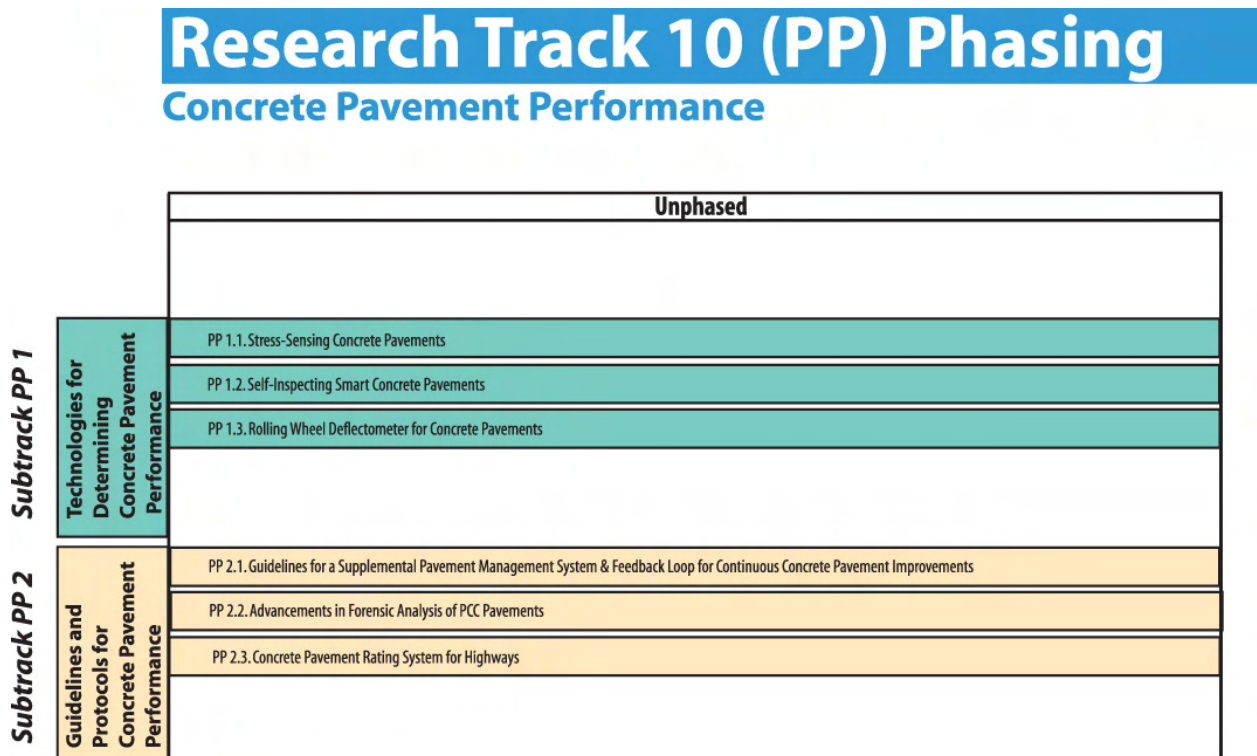 Research Track 10 (PP) Phasing
Concrete Pavement Performance
Unphased
Subtrack PP 1
Technologies for
Determining
Concrete Pavement
Performance
PP 1.1. Stress-Sensing Concrete Pavements
PP 1.2. Self-Inspecting Smart Concrete Pavements
PP 1.3. Rolling Wheel Deflectometer for Concrete Pavements
Subtrack PP 2
Guidelines and
Protocols for
Concrete Pavement
Performance
PP 2.1. Guidelines for a Supplemental Pavement Management System & Feedback Loop for Continuous Concrete Pavement Improvements
PP 2.2. Advancements in Forensic Analysis of PCC Pavements
PP 2.3. Concrete Pavement Rating System for Highways